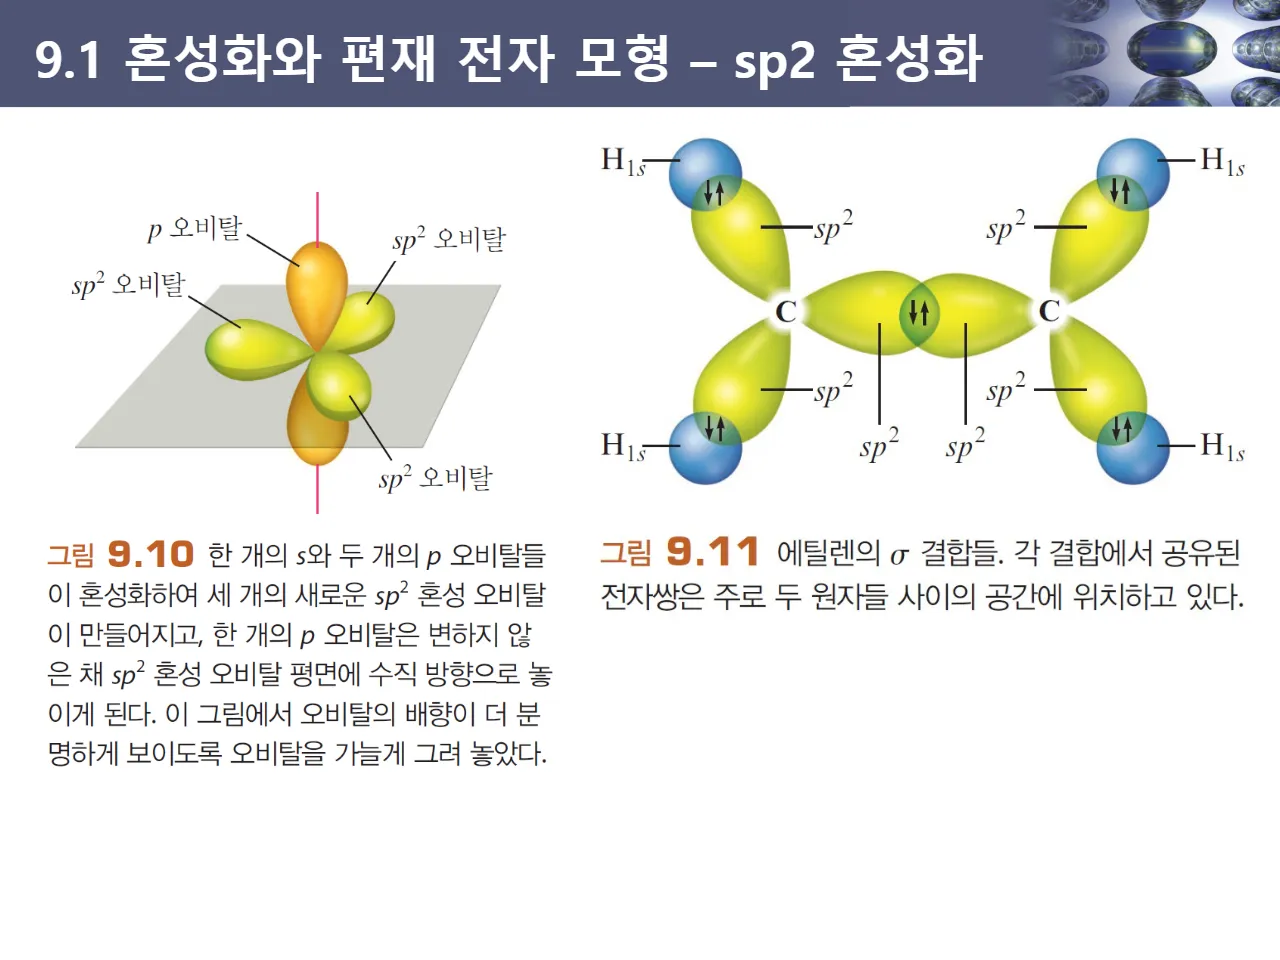 9.1 혼성화와 편재 전자 모형 – sp2 혼성화
p 오비탈
sp² 오비탈
sp² 오비탈
sp² 오비탈
그림 9.10 한 개의 s와 두 개의 p 오비탈들
이 혼성화하여 세 개의 새로운 sp² 혼성 오비탈
이 만들어지고, 한 개의 p 오비탈은 변하지 않
은 채 sp² 혼성 오비탈 평면에 수직 방향으로 놓
이게 된다. 이 그림에서 오비탈의 배향이 더 분
명하게 보이도록 오비탈을 가늘게 그려 놓았다.
H1s
H1s
sp²
sp²
C
C
sp²
sp²
sp²
sp²
H1s
H1s
그림 9.11 에틸렌의 σ 결합들. 각 결합에서 공유된
전자쌍은 주로 두 원자들 사이의 공간에 위치하고 있다.